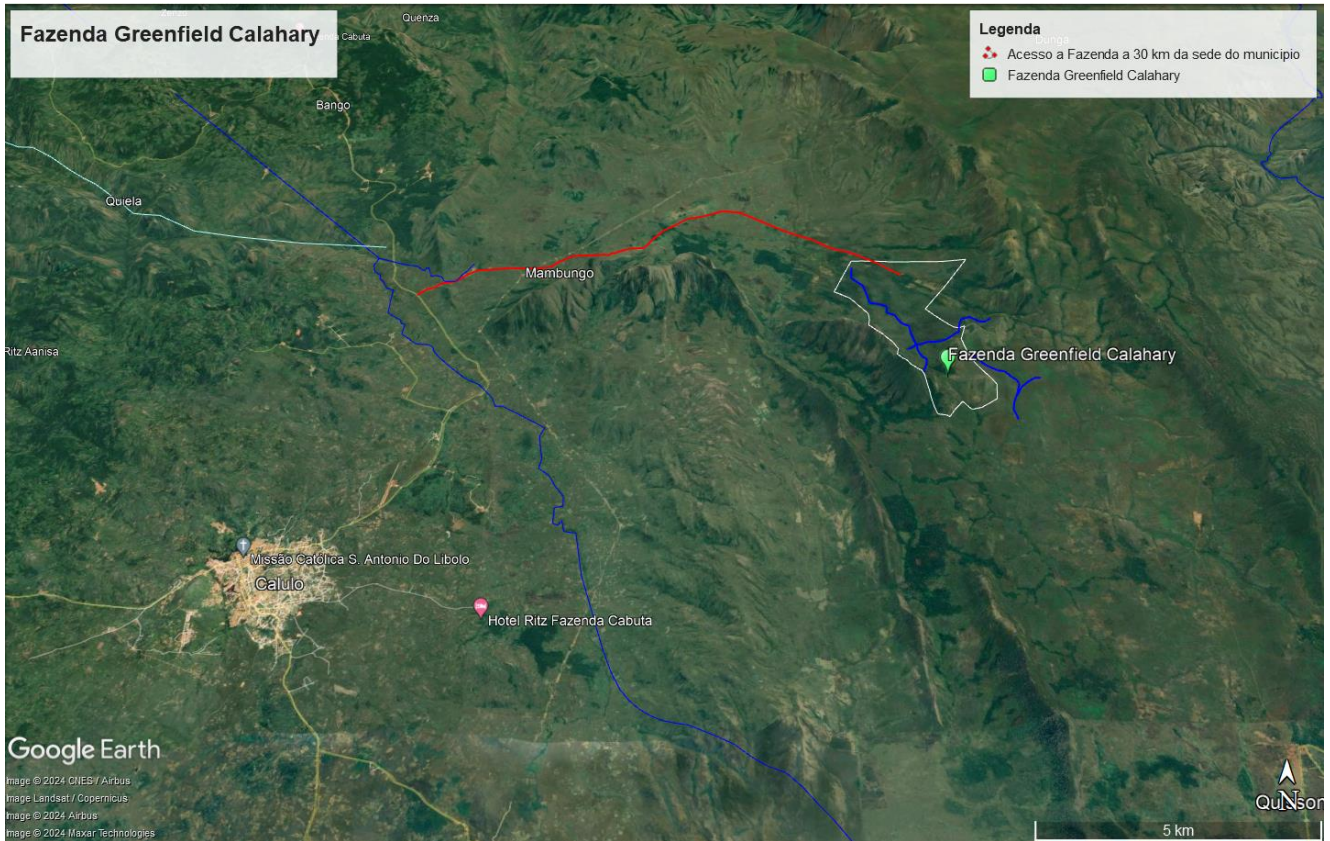 Fazenda Greenfield Calahary
Legenda
Acesso a Fazenda a 30 km da sede do municipio
Fazenda Greenfield Calahary
Quenza
Cabuta
Bango
Quiela
Mambungo
Ritz Aanisa
Fazenda Greenfield Calahary
Missão Católica S. Antonio Do Libolo
Calulo
Hotel Ritz Fazenda Cabuta
Google Earth
Image © 2024 CNES / Airbus
Image Landsat / Copernicus
Image © 2024 Airbus
Image © 2024 Maxar Technologies
N
5 km